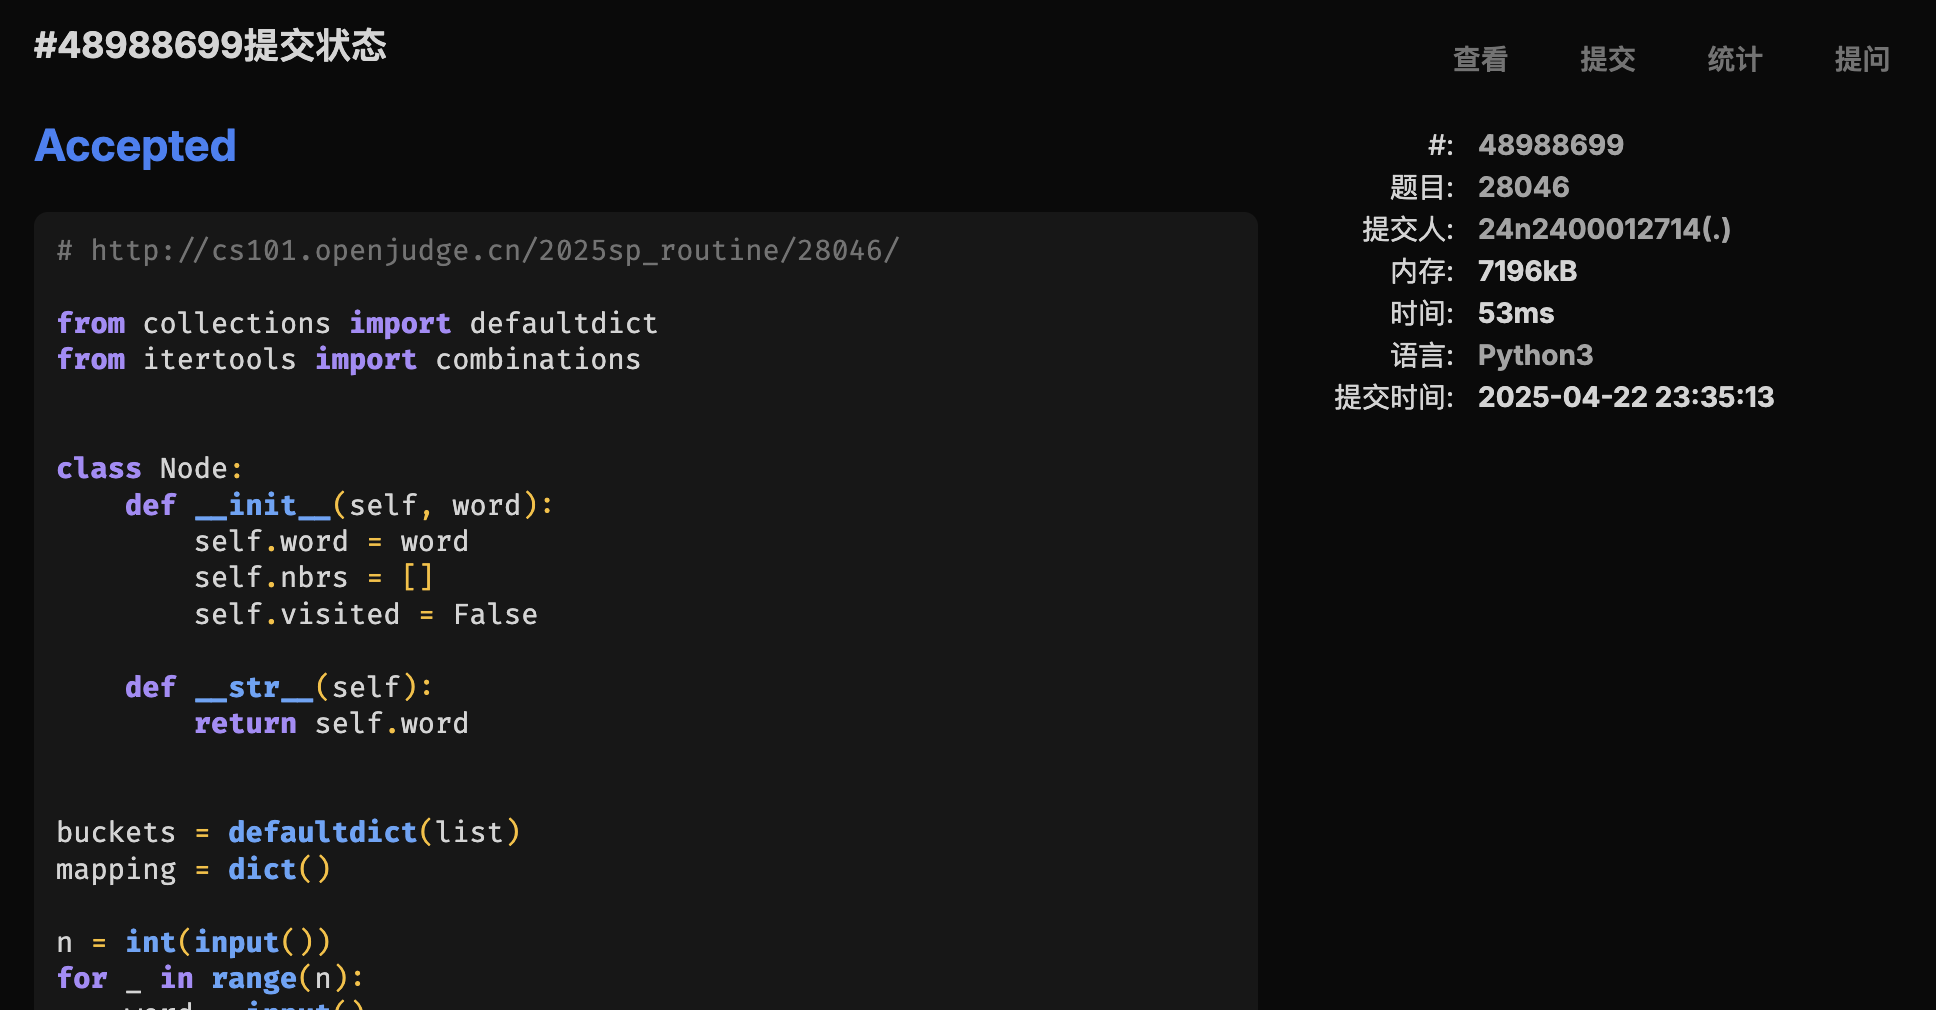 #48988699提交状态
查看 提交 统计 提问
Accepted
#: 48988699
题目: 28046
提交人: 24n2400012714(.)
内存: 7196kB
时间: 53ms
语言: Python3
提交时间: 2025-04-22 23:35:13
# http://cs101.openjudge.cn/2025sp_routine/28046/
from collections import defaultdict
from itertools import combinations
class Node:
    def __init__(self, word):
        self.word = word
        self.nbrs = []
        self.visited = False
    def __str__(self):
        return self.word
buckets = defaultdict(list)
mapping = dict()
n = int(input())
for _ in range(n):
    word = input()